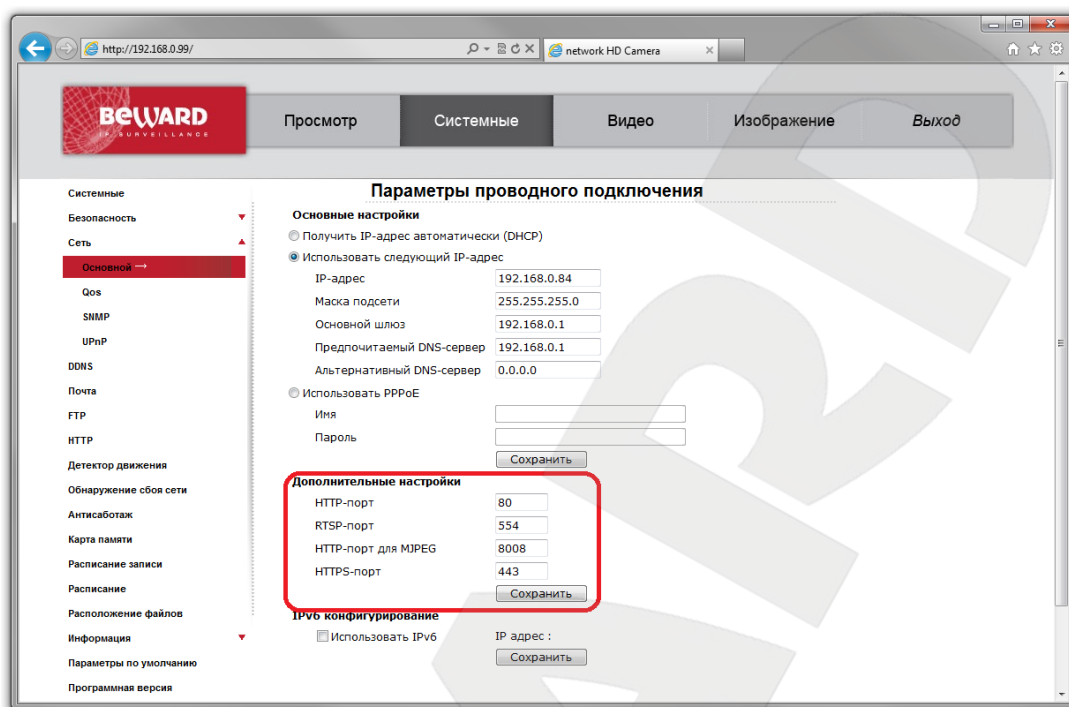 http://192.168.0.99/
network HD Camera
BEWARD
IP SURVEILLANCE
Просмотр
Системные
Видео
Изображение
Выход
Системные
Безопасность
Сеть
Основной →
Qos
SNMP
UPnP
DDNS
Почта
FTP
HTTP
Детектор движения
Обнаружение сбоя сети
Антисаботаж
Карта памяти
Расписание записи
Расписание
Расположение файлов
Информация
Параметры по умолчанию
Программная версия
Параметры проводного подключения
Основные настройки
Получить IP-адрес автоматически (DHCP)
Использовать следующий IP-адрес
IP-адрес 192.168.0.84
Маска подсети 255.255.255.0
Основной шлюз 192.168.0.1
Предпочитаемый DNS-сервер 192.168.0.1
Альтернативный DNS-сервер 0.0.0.0
Использовать PPPoE
Имя
Пароль
Сохранить
Дополнительные настройки
HTTP-порт 80
RTSP-порт 554
HTTP-порт для MJPEG 8008
HTTPS-порт 443
Сохранить
IPv6 конфигурирование
Использовать IPv6 IP адрес :
Сохранить